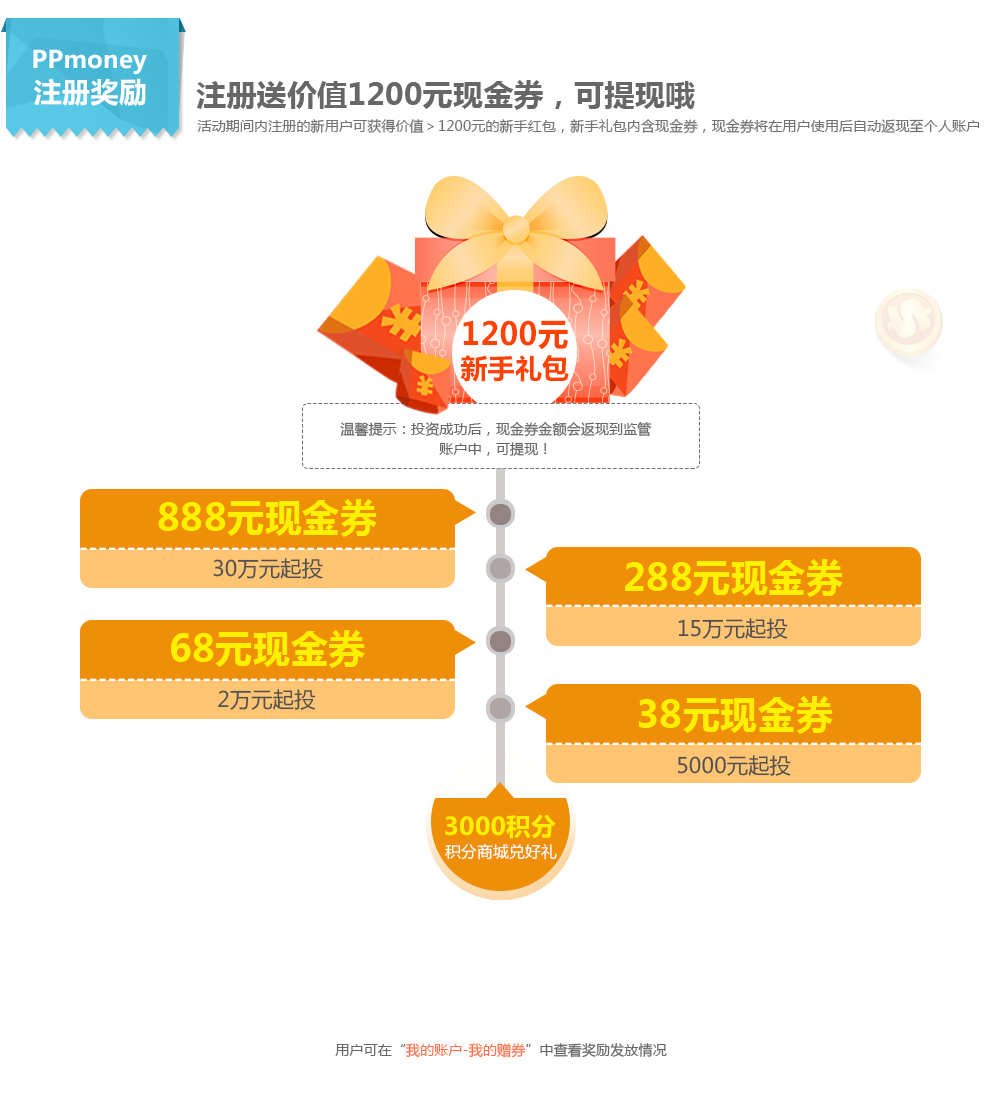 PPmoney
注册奖励
注册送价值1200元现金券，可提现哦
活动期间内注册的新用户可获得价值＞1200元的新手红包，新手礼包内含现金券，现金券将在用户使用后自动返现至个人账户
1200元
新手礼包
温馨提示：投资成功后，现金券金额会返现到监管
账户中，可提现！
888元现金券
30万元起投
288元现金券
15万元起投
68元现金券
2万元起投
38元现金券
5000元起投
3000积分
积分商城兑好礼
用户可在“我的账户-我的赠券”中查看奖励发放情况